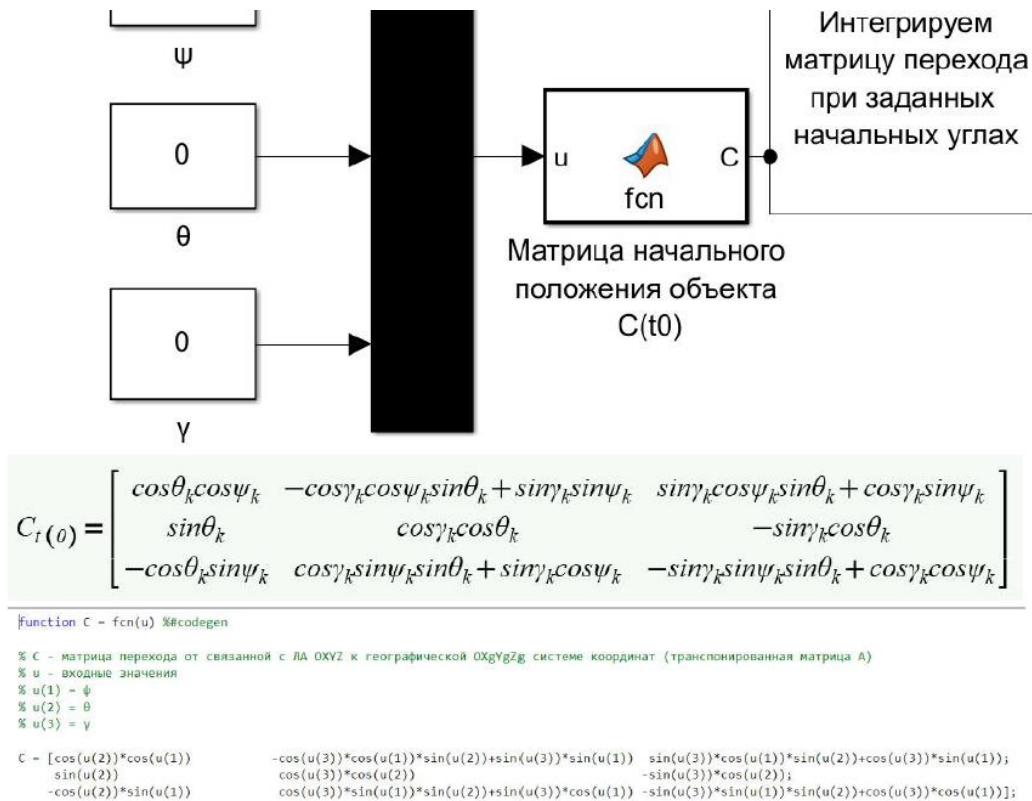 Интегрируем
матрицу перехода
при заданных
начальных углах
ψ
0
θ
0
γ
u
fcn
C
Матрица начального
положения объекта
C(t0)
C_{t(0)} = [ cosθ_k cosψ_k   -cosγ_k cosψ_k sinθ_k + sinγ_k sinψ_k   sinγ_k cosψ_k sinθ_k + cosγ_k sinψ_k
sinθ_k   cosγ_k cosθ_k   -sinγ_k cosθ_k
-cosθ_k sinψ_k   cosγ_k sinψ_k sinθ_k + sinγ_k cosψ_k   -sinγ_k sinψ_k sinθ_k + cosγ_k cosψ_k ]
function C = fcn(u) %#codegen
% C - матрица перехода от связанной с ЛА OXYZ к географической OXgYgZg системе координат (транспонированная матрица A)
% u - входные значения
% u(1) = ψ
% u(2) = θ
% u(3) = γ
C = [cos(u(2))*cos(u(1))   -cos(u(3))*cos(u(1))*sin(u(2))+sin(u(3))*sin(u(1))   sin(u(3))*cos(u(1))*sin(u(2))+cos(u(3))*sin(u(1));
sin(u(2))   cos(u(3))*cos(u(2))   -sin(u(3))*cos(u(2));
-cos(u(2))*sin(u(1))   cos(u(3))*sin(u(1))*sin(u(2))+sin(u(3))*cos(u(1))   -sin(u(3))*sin(u(1))*sin(u(2))+cos(u(3))*cos(u(1))];